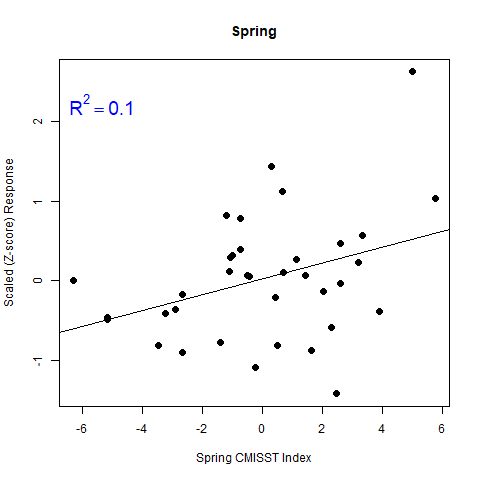 Spring
R² = 0.1
Scaled (Z-score) Response
2
1
0
-1
-6 -4 -2 0 2 4 6
Spring CMISST Index